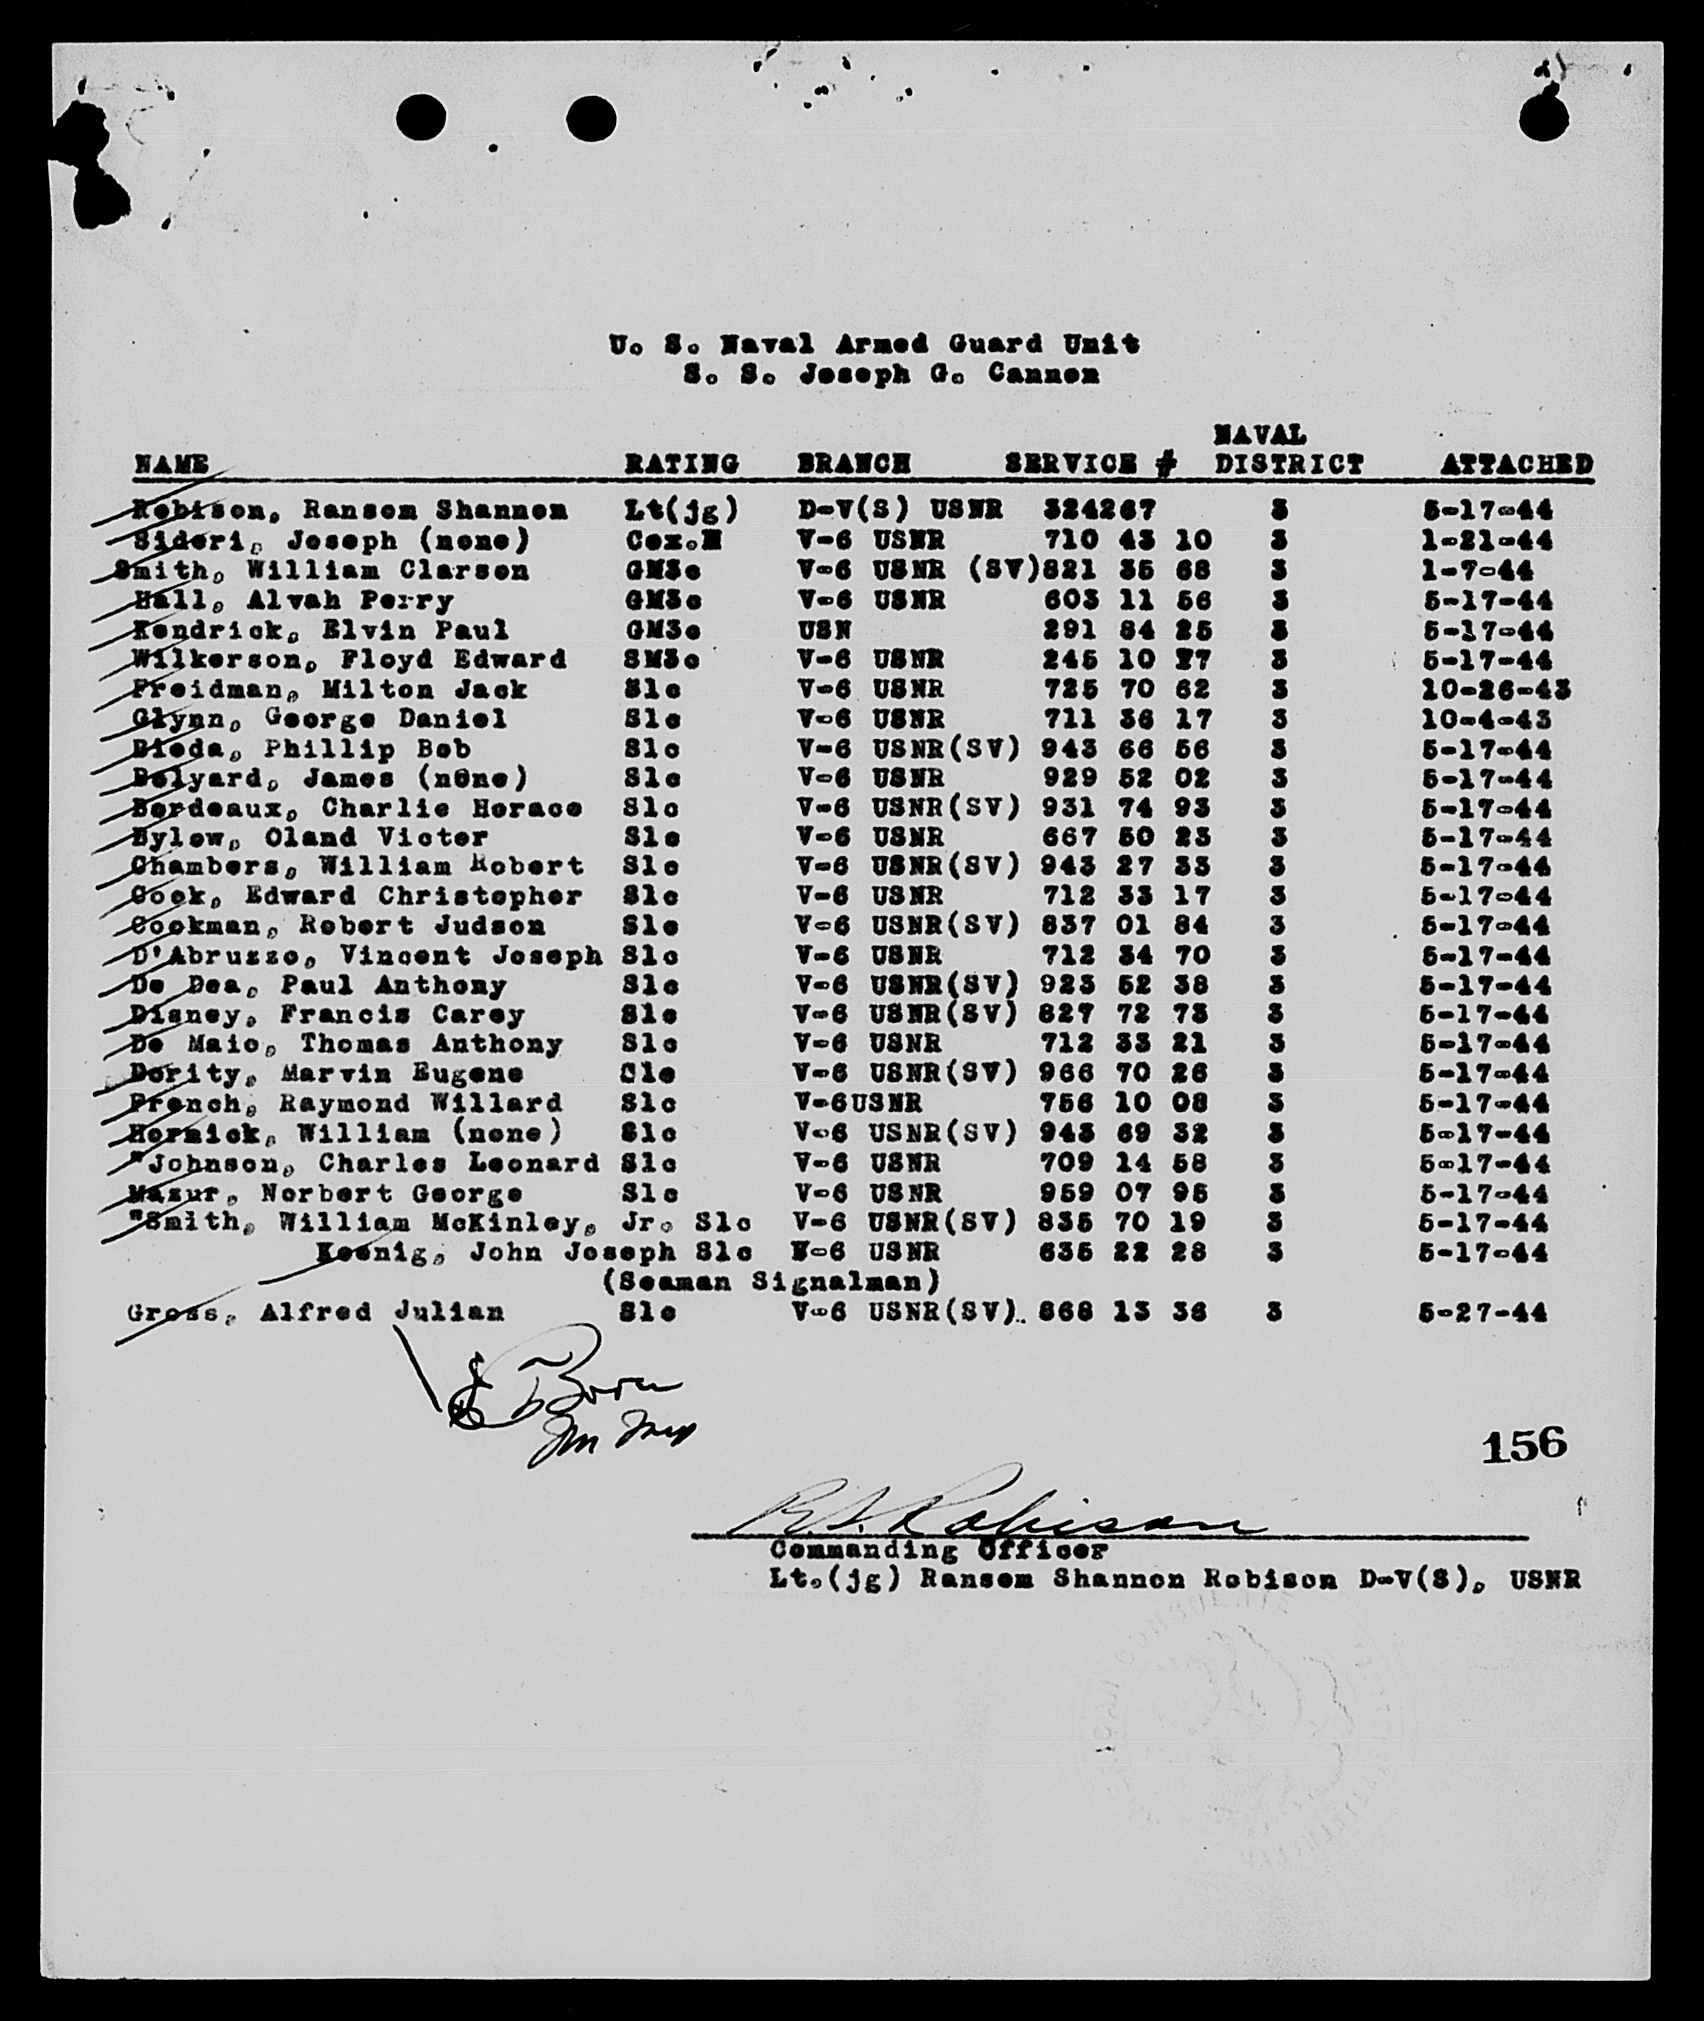 U. S. Naval Armed Guard Unit
S. S. Joseph G. Cannon
NAVAL
NAME RATING BRANCH SERVICE # DISTRICT ATTACHED
Robison, Ransom Shannon Lt(jg) D-V(S) USNR 324267 3 5-17-44
Sideri, Joseph (none) Cox.M V-6 USNR 710 43 10 3 1-21-44
Smith, William Clarson GM3c V-6 USNR (SV)821 35 68 3 1-7-44
Hall, Alvah Perry GM3c V-6 USNR 603 11 56 3 5-17-44
Kendrick, Elvin Paul GM3c USN 291 84 25 3 5-17-44
Wilkerson, Floyd Edward SM3c V-6 USNR 245 10 77 3 5-17-44
Freidman, Milton Jack S1c V-6 USNR 725 70 62 3 10-26-43
Glynn, George Daniel S1c V-6 USNR 711 36 17 3 10-4-43
Bieda, Phillip Bob S1c V-6 USNR(SV) 943 66 56 3 5-17-44
Bolyard, James (none) S1c V-6 USNR 929 52 02 3 5-17-44
Bordeaux, Charlie Horace S1c V-6 USNR(SV) 931 74 93 3 5-17-44
Bylow, Oland Victor S1c V-6 USNR 667 50 23 3 5-17-44
Chambers, William Robert S1c V-6 USNR(SV) 943 27 33 3 5-17-44
Cook, Edward Christopher S1c V-6 USNR 712 33 17 3 5-17-44
Cookman, Robert Judson S1c V-6 USNR(SV) 837 01 84 3 5-17-44
D'Abruzzo, Vincent Joseph S1c V-6 USNR 712 34 70 3 5-17-44
De Dea, Paul Anthony S1c V-6 USNR(SV) 923 52 38 3 5-17-44
Disney, Francis Carey S1c V-6 USNR(SV) 827 72 73 3 5-17-44
De Maio, Thomas Anthony S1c V-6 USNR 712 33 21 3 5-17-44
Dority, Marvin Eugene C1c V-6 USNR(SV) 966 70 26 3 5-17-44
French, Raymond Willard S1c V-6USNR 756 10 08 3 5-17-44
Hornick, William (none) S1c V-6 USNR(SV) 943 69 32 3 5-17-44
"Johnson, Charles Leonard S1c V-6 USNR 709 14 58 3 5-17-44
Mazur, Norbert George S1c V-6 USNR 959 07 95 3 5-17-44
"Smith, William McKinley, Jr. S1c V-6 USNR(SV) 835 70 19 3 5-17-44
Koenig, John Joseph S1c V-6 USNR 635 22 28 3 5-17-44
(Seaman Signalman)
Gross, Alfred Julian S1c V-6 USNR(SV). 868 13 36 3 5-27-44
156
R.S. Robison
Commanding Officer
Lt.(jg) Ransom Shannon Robison D-V(S), USNR